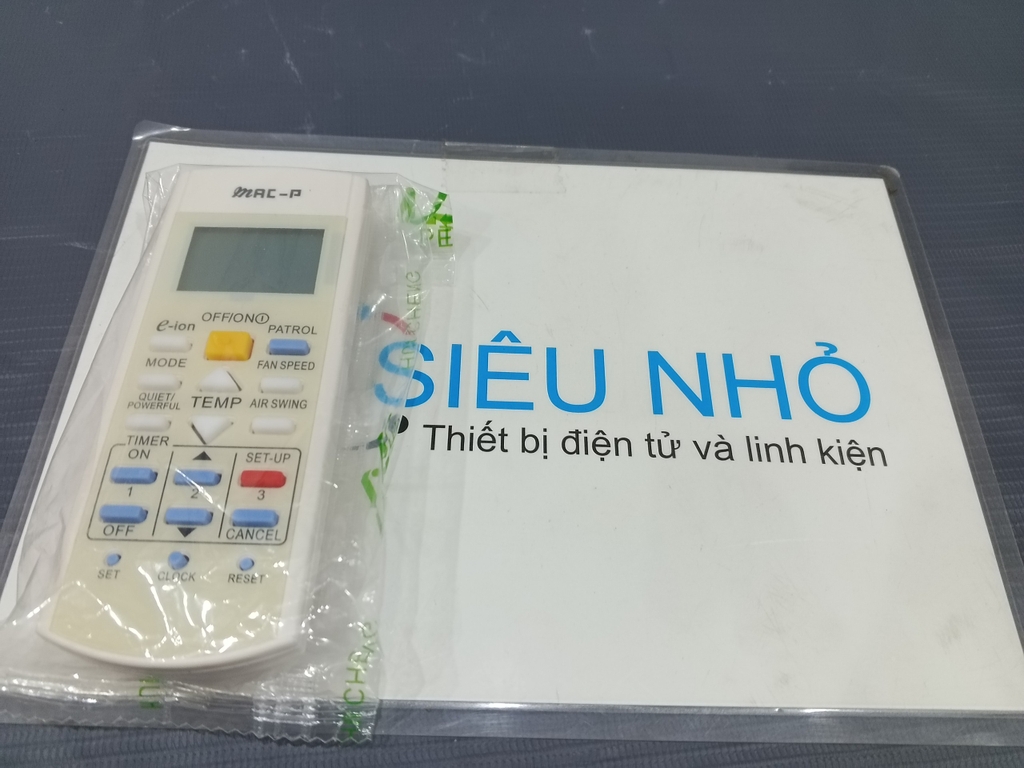 mAC-P
OFF/ON
e-ion
PATROL
MODE
FAN SPEED
QUIET/
POWERFUL
TEMP
AIR SWING
TIMER
ON
SET-UP
1
2
3
OFF
CANCEL
SET
CLOCK
RESET
SIÊU NHỎ
Thiết bị điện tử và linh kiện